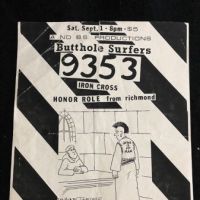 Sat. Sept. 1 - 8pm - $5
A NO B.S. PRODUCTIONS
Butthole Surfers
9353
IRON CROSS
HONOR ROLE from richmond